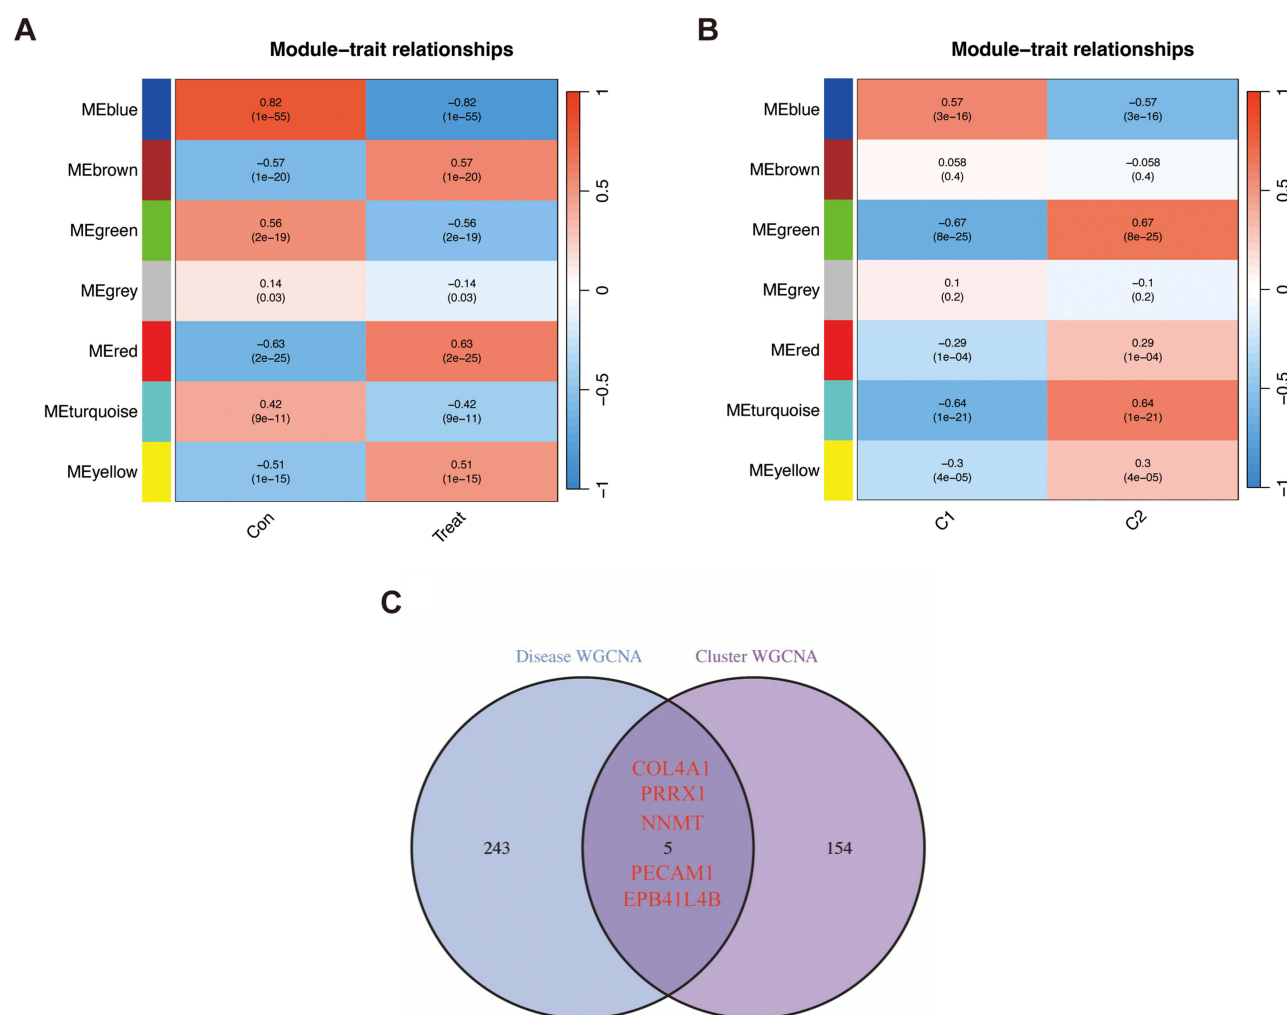 A
Module−trait relationships
MEblue
0.82
(1e−55)
−0.82
(1e−55)
MEbrown
−0.57
(1e−20)
0.57
(1e−20)
MEgreen
0.56
(2e−19)
−0.56
(2e−19)
MEgrey
0.14
(0.03)
−0.14
(0.03)
MEred
−0.63
(2e−25)
0.63
(2e−25)
MEturquoise
0.42
(9e−11)
−0.42
(9e−11)
MEyellow
−0.51
(1e−15)
0.51
(1e−15)
Con
Treat
1
0.5
0
−0.5
−1
B
Module−trait relationships
MEblue
0.57
(3e−16)
−0.57
(3e−16)
MEbrown
0.058
(0.4)
−0.058
(0.4)
MEgreen
−0.67
(8e−25)
0.67
(8e−25)
MEgrey
0.1
(0.2)
−0.1
(0.2)
MEred
−0.29
(1e−04)
0.29
(1e−04)
MEturquoise
−0.64
(1e−21)
0.64
(1e−21)
MEyellow
−0.3
(4e−05)
0.3
(4e−05)
C1
C2
1
0.5
0
−0.5
−1
C
Disease WGCNA
Cluster WGCNA
COL4A1
PRRX1
NNMT
243
5
154
PECAM1
EPB41L4B